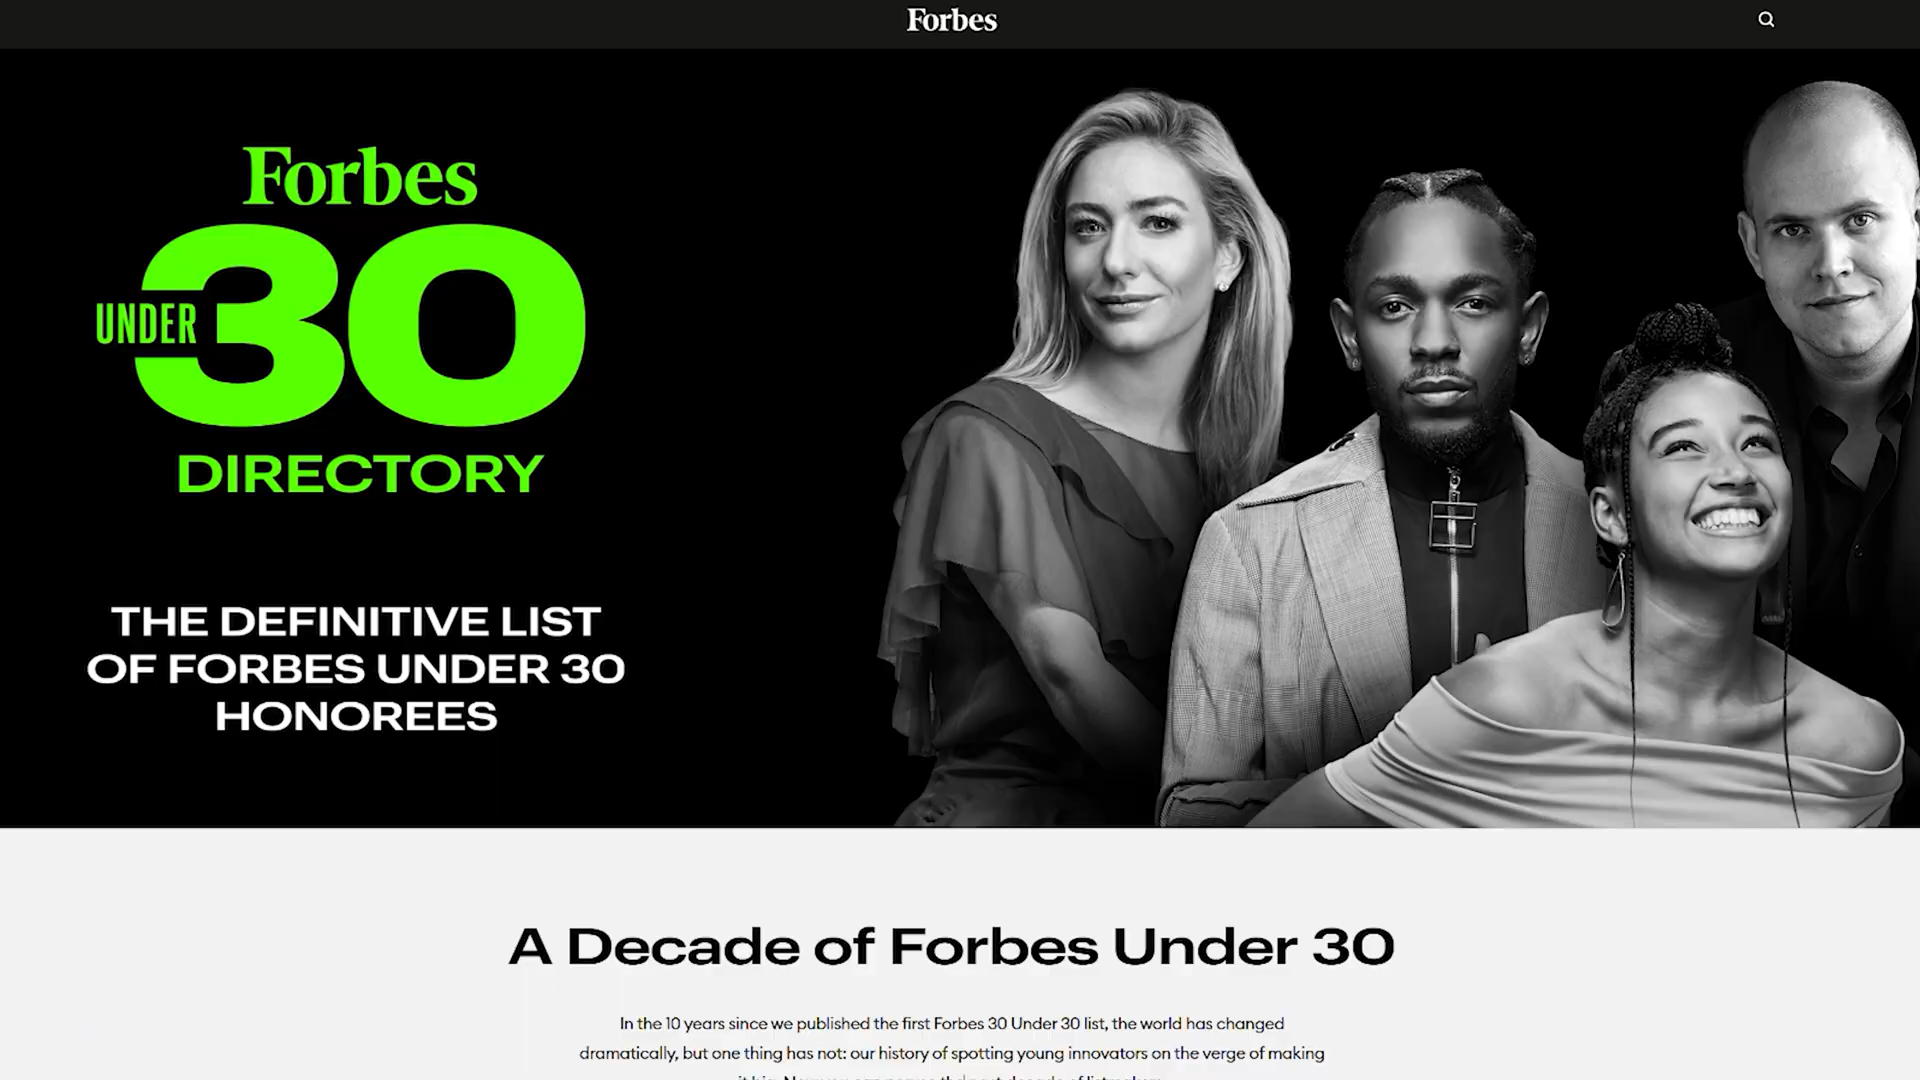 Forbes
Forbes
UNDER 30
DIRECTORY
THE DEFINITIVE LIST
OF FORBES UNDER 30
HONOREES
A Decade of Forbes Under 30
In the 10 years since we published the first Forbes 30 Under 30 list, the world has changed
dramatically, but one thing has not: our history of spotting young innovators on the verge of making